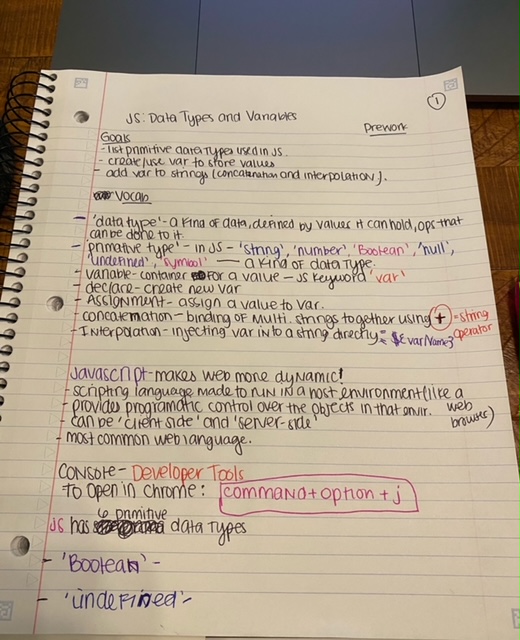 1
JS: Data Types and Variables
Prework
Goals
- list primitive data types used in JS.
- create/use var to store values
- add var to strings (concatenation and interpolation).
Vocab
- 'data type' - a kind of data, defined by values it can hold, ops that
can be done to it.
- 'primative type' - in JS - 'string', 'number', 'Boolean', 'null',
'undefined', 'symbol' — a kind of data type.
- variable - container for a value - JS keyword 'var'
- declare - create new var
- Assignment - assign a value to var.
- concatemation - binding of multi. strings together using + = string
operator
- Interpolation - injecting var into a string directly = ${varName}
Javascript - makes web more dynamic!
- scripting language made to run in a host environment (like a
web browser)
- provides programatic control over the objects in that envir.
- can be 'client side' and 'server-side'
- most common web language.
Console - Developer Tools
To open in chrome: command + option + j
JS has 6 primitive data types
- 'Boolean' -
- 'undefined' -